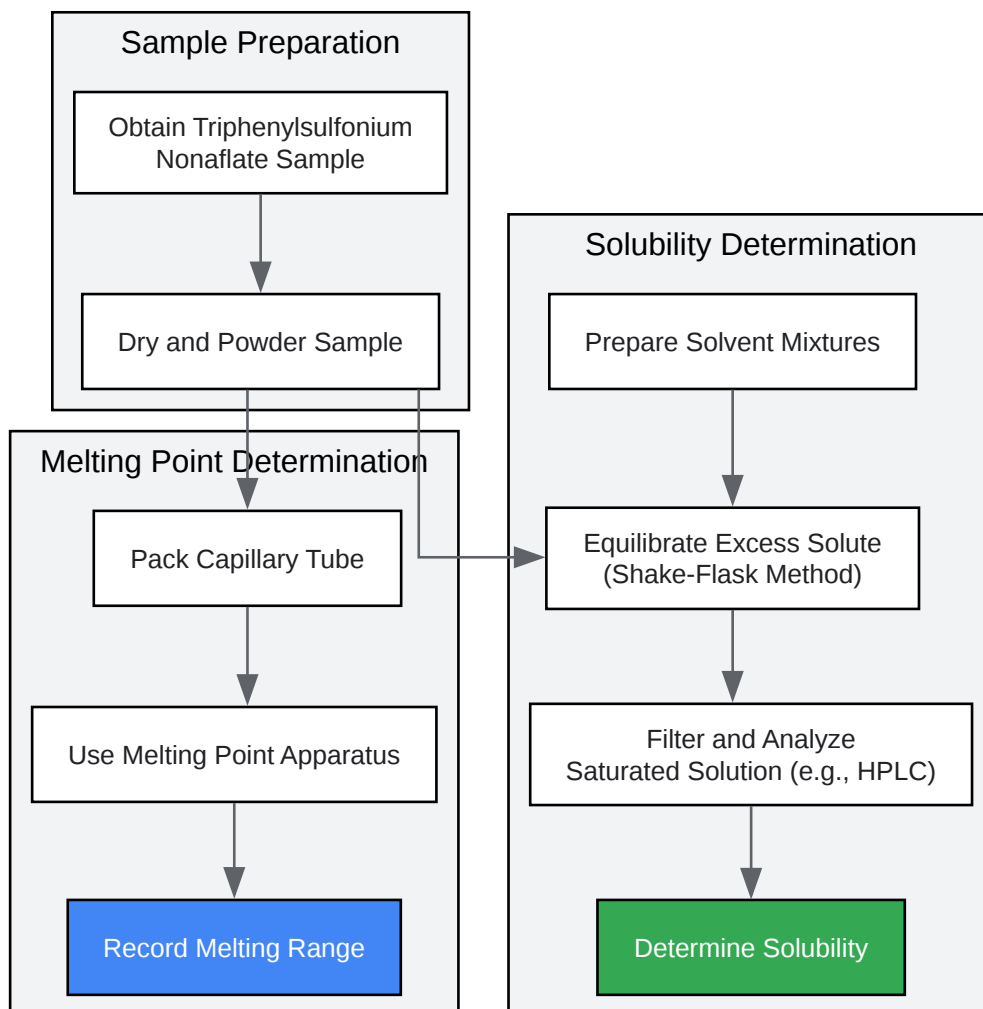 Sample Preparation
Obtain Triphenylsulfonium
Nonaflate Sample
Dry and Powder Sample
Melting Point Determination
Pack Capillary Tube
Use Melting Point Apparatus
Record Melting Range
Solubility Determination
Prepare Solvent Mixtures
Equilibrate Excess Solute
(Shake-Flask Method)
Filter and Analyze
Saturated Solution (e.g., HPLC)
Determine Solubility